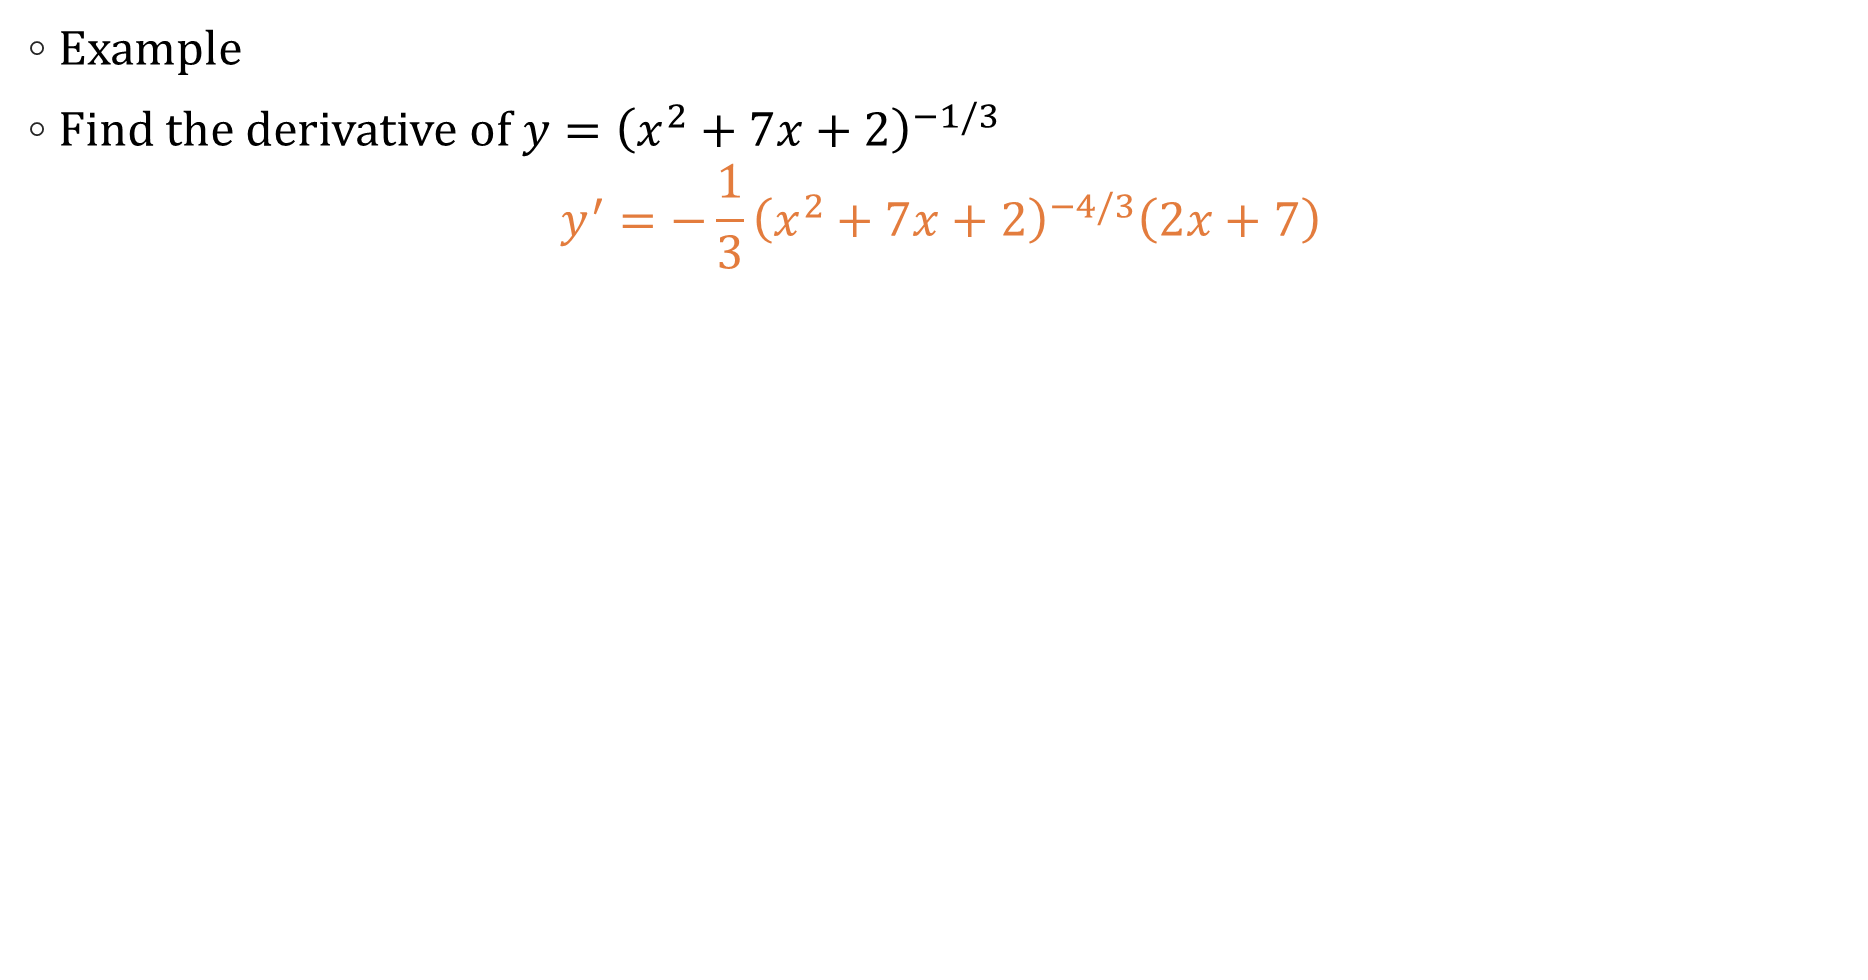 ◦ Example
◦ Find the derivative of 𝑦 = (𝑥² + 7𝑥 + 2)^{−1/3}
𝑦′ = −\frac{1}{3}(𝑥² + 7𝑥 + 2)^{−4/3}(2𝑥 + 7)